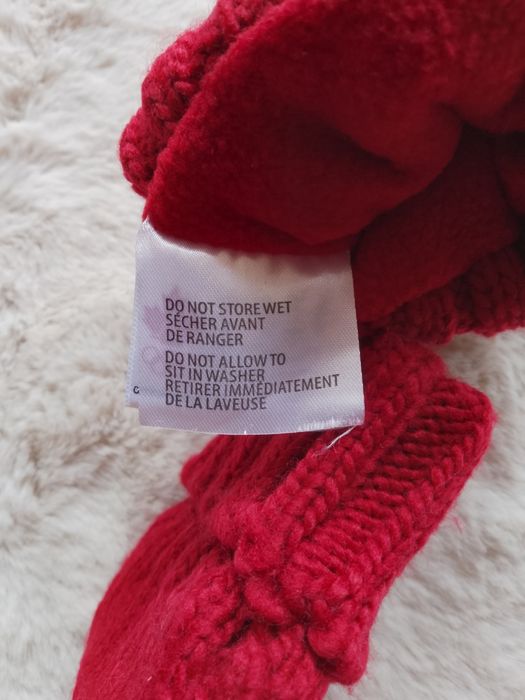 DO NOT STORE WET
SÉCHER AVANT
DE RANGER
DO NOT ALLOW TO
SIT IN WASHER
RETIRER IMMÉDIATEMENT
DE LA LAVEUSE